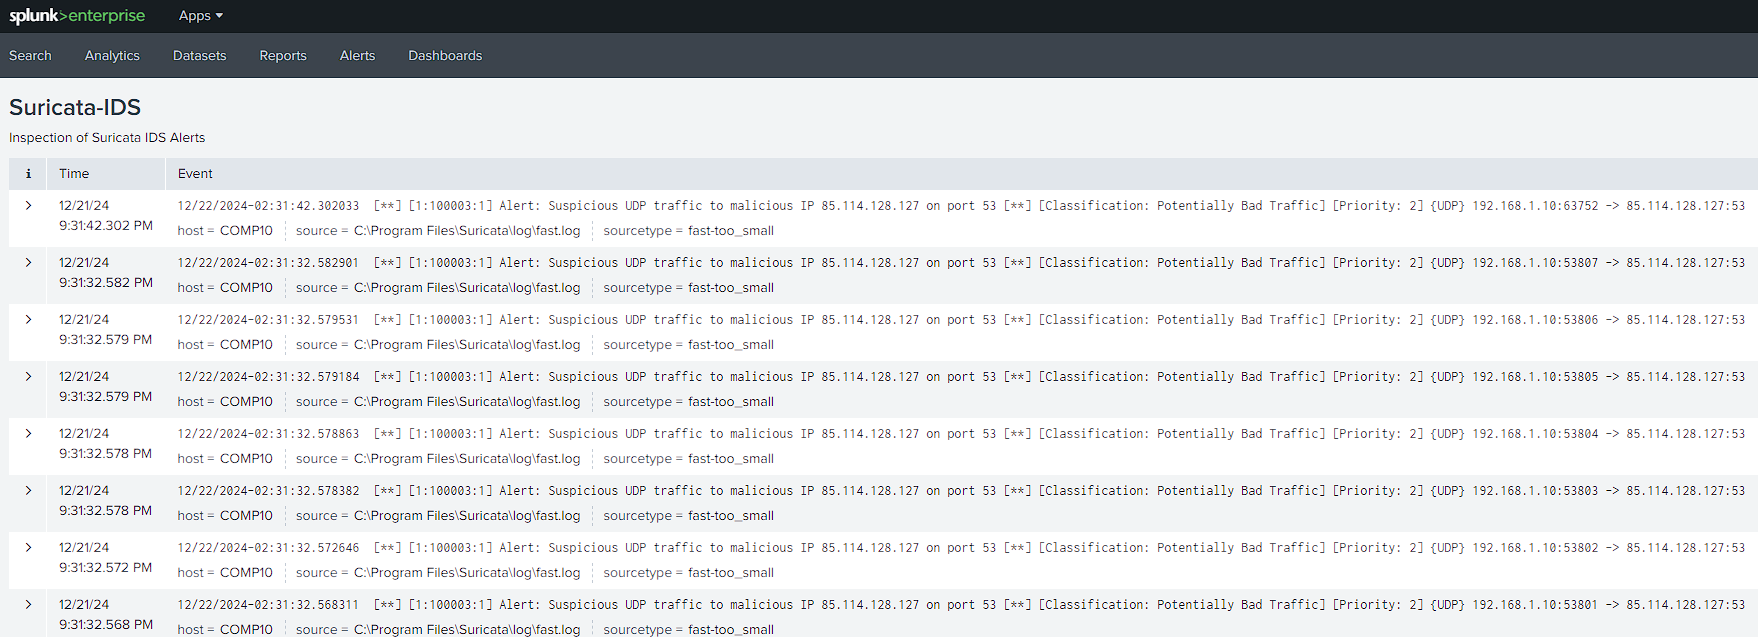 splunk>enterprise Apps
Search Analytics Datasets Reports Alerts Dashboards
Suricata-IDS
Inspection of Suricata IDS Alerts
i Time Event
12/21/24 12/22/2024-02:31:42.302033 [**] [1:100003:1] Alert: Suspicious UDP traffic to malicious IP 85.114.128.127 on port 53 [**] [Classification: Potentially Bad Traffic] [Priority: 2] {UDP} 192.168.1.10:63752 -> 85.114.128.127:53
9:31:42.302 PM host = COMP10 source = C:\Program Files\Suricata\log\fast.log sourcetype = fast-too_small
12/21/24 12/22/2024-02:31:32.582901 [**] [1:100003:1] Alert: Suspicious UDP traffic to malicious IP 85.114.128.127 on port 53 [**] [Classification: Potentially Bad Traffic] [Priority: 2] {UDP} 192.168.1.10:53807 -> 85.114.128.127:53
9:31:32.582 PM host = COMP10 source = C:\Program Files\Suricata\log\fast.log sourcetype = fast-too_small
12/21/24 12/22/2024-02:31:32.579531 [**] [1:100003:1] Alert: Suspicious UDP traffic to malicious IP 85.114.128.127 on port 53 [**] [Classification: Potentially Bad Traffic] [Priority: 2] {UDP} 192.168.1.10:53806 -> 85.114.128.127:53
9:31:32.579 PM host = COMP10 source = C:\Program Files\Suricata\log\fast.log sourcetype = fast-too_small
12/21/24 12/22/2024-02:31:32.579184 [**] [1:100003:1] Alert: Suspicious UDP traffic to malicious IP 85.114.128.127 on port 53 [**] [Classification: Potentially Bad Traffic] [Priority: 2] {UDP} 192.168.1.10:53805 -> 85.114.128.127:53
9:31:32.579 PM host = COMP10 source = C:\Program Files\Suricata\log\fast.log sourcetype = fast-too_small
12/21/24 12/22/2024-02:31:32.578863 [**] [1:100003:1] Alert: Suspicious UDP traffic to malicious IP 85.114.128.127 on port 53 [**] [Classification: Potentially Bad Traffic] [Priority: 2] {UDP} 192.168.1.10:53804 -> 85.114.128.127:53
9:31:32.578 PM host = COMP10 source = C:\Program Files\Suricata\log\fast.log sourcetype = fast-too_small
12/21/24 12/22/2024-02:31:32.578382 [**] [1:100003:1] Alert: Suspicious UDP traffic to malicious IP 85.114.128.127 on port 53 [**] [Classification: Potentially Bad Traffic] [Priority: 2] {UDP} 192.168.1.10:53803 -> 85.114.128.127:53
9:31:32.578 PM host = COMP10 source = C:\Program Files\Suricata\log\fast.log sourcetype = fast-too_small
12/21/24 12/22/2024-02:31:32.572646 [**] [1:100003:1] Alert: Suspicious UDP traffic to malicious IP 85.114.128.127 on port 53 [**] [Classification: Potentially Bad Traffic] [Priority: 2] {UDP} 192.168.1.10:53802 -> 85.114.128.127:53
9:31:32.572 PM host = COMP10 source = C:\Program Files\Suricata\log\fast.log sourcetype = fast-too_small
12/21/24 12/22/2024-02:31:32.568311 [**] [1:100003:1] Alert: Suspicious UDP traffic to malicious IP 85.114.128.127 on port 53 [**] [Classification: Potentially Bad Traffic] [Priority: 2] {UDP} 192.168.1.10:53801 -> 85.114.128.127:53
9:31:32.568 PM host = COMP10 source = C:\Program Files\Suricata\log\fast.log sourcetype = fast-too_small